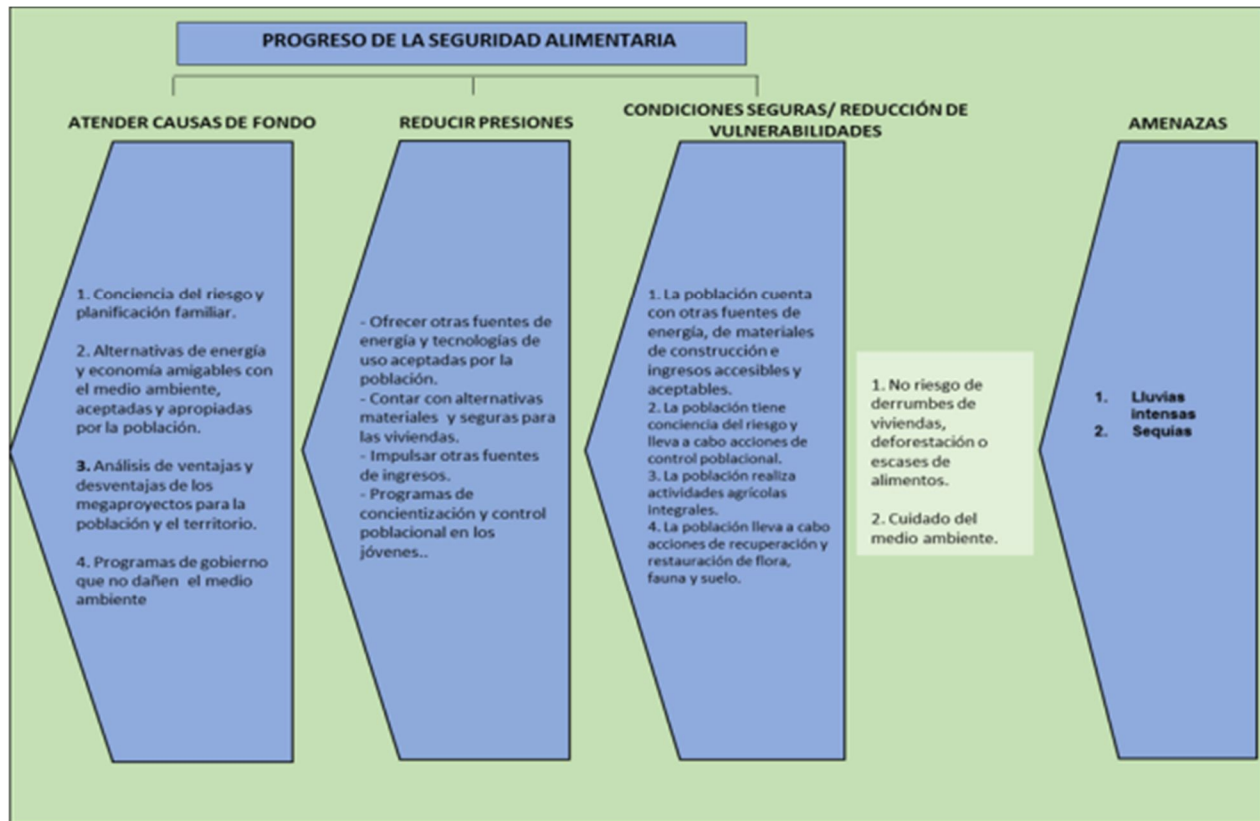 PROGRESO DE LA SEGURIDAD ALIMENTARIA
ATENDER CAUSAS DE FONDO
REDUCIR PRESIONES
CONDICIONES SEGURAS/ REDUCCIÓN DE
VULNERABILIDADES
AMENAZAS
1. Conciencia del riesgo y
planificación familiar.
2. Alternativas de energía
y economía amigables con
el medio ambiente,
aceptadas y apropiadas
por la población.
3. Análisis de ventajas y
desventajas de los
megaproyectos para la
población y el territorio.
4. Programas de gobierno
que no dañen el medio
ambiente
- Ofrecer otras fuentes de
energía y tecnologías de
uso aceptadas por la
población.
- Contar con alternativas
materiales y seguras para
las viviendas.
- Impulsar otras fuentes
de ingresos.
- Programas de
concientización y control
poblacional en los
jóvenes..
1. La población cuenta
con otras fuentes de
energía, de materiales
de construcción e
ingresos accesibles y
aceptables.
2. La población tiene
conciencia del riesgo y
lleva a cabo acciones de
control poblacional.
3. La población realiza
actividades agrícolas
integrales.
4. La población lleva a cabo
acciones de recuperación y
restauración de flora,
fauna y suelo.
1. No riesgo de
derrumbes de
viviendas,
deforestación o
escases de
alimentos.
2. Cuidado del
medio ambiente.
1. Lluvias
intensas
2. Sequias